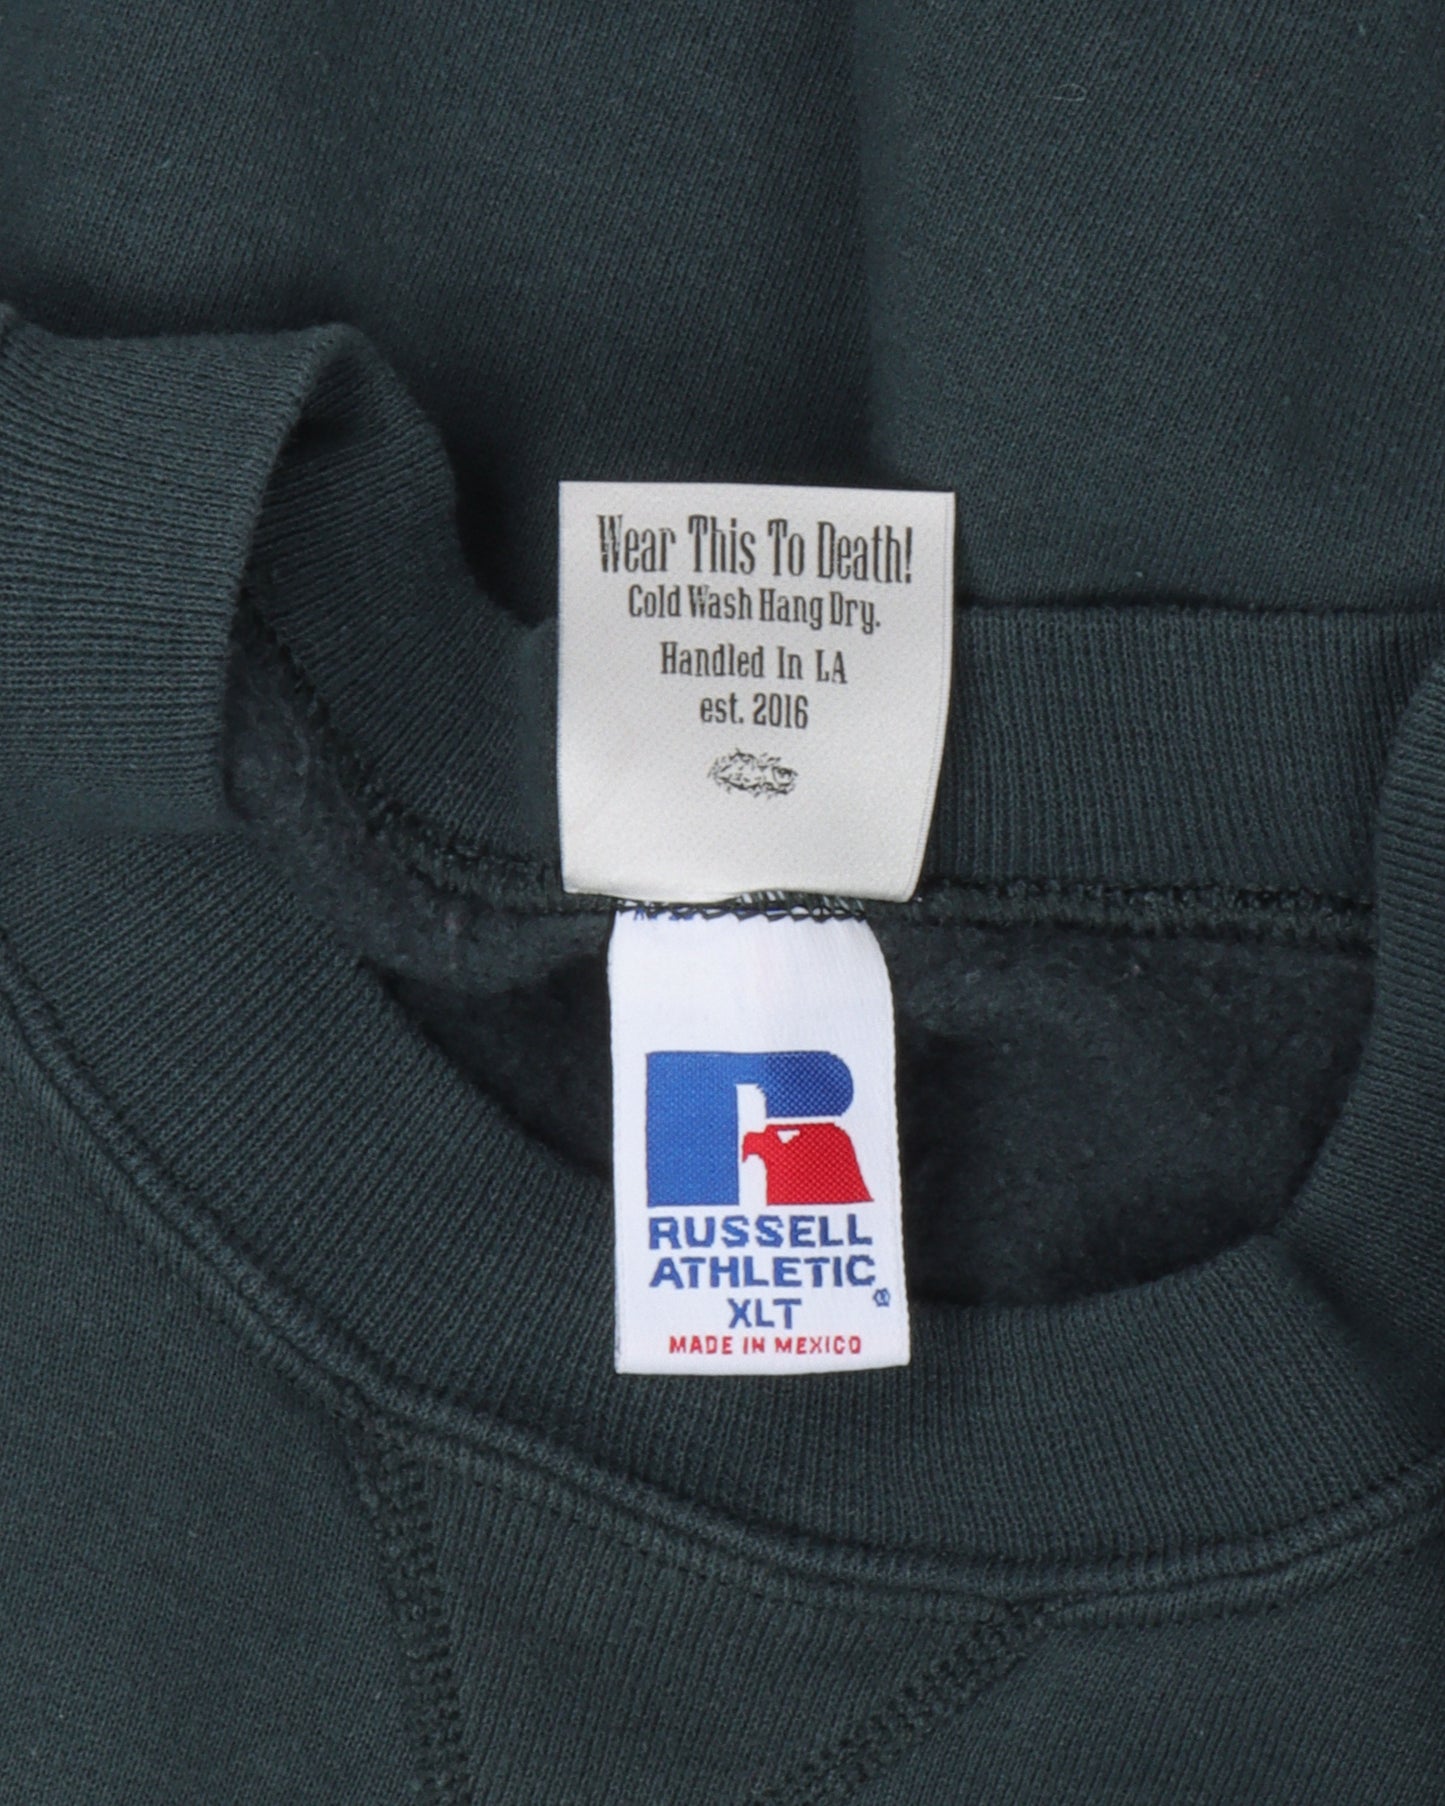 Wear This To Death!
Cold Wash Hang Dry.
Handled In LA
est. 2016
RUSSELL
ATHLETIC
XLT
MADE IN MEXICO